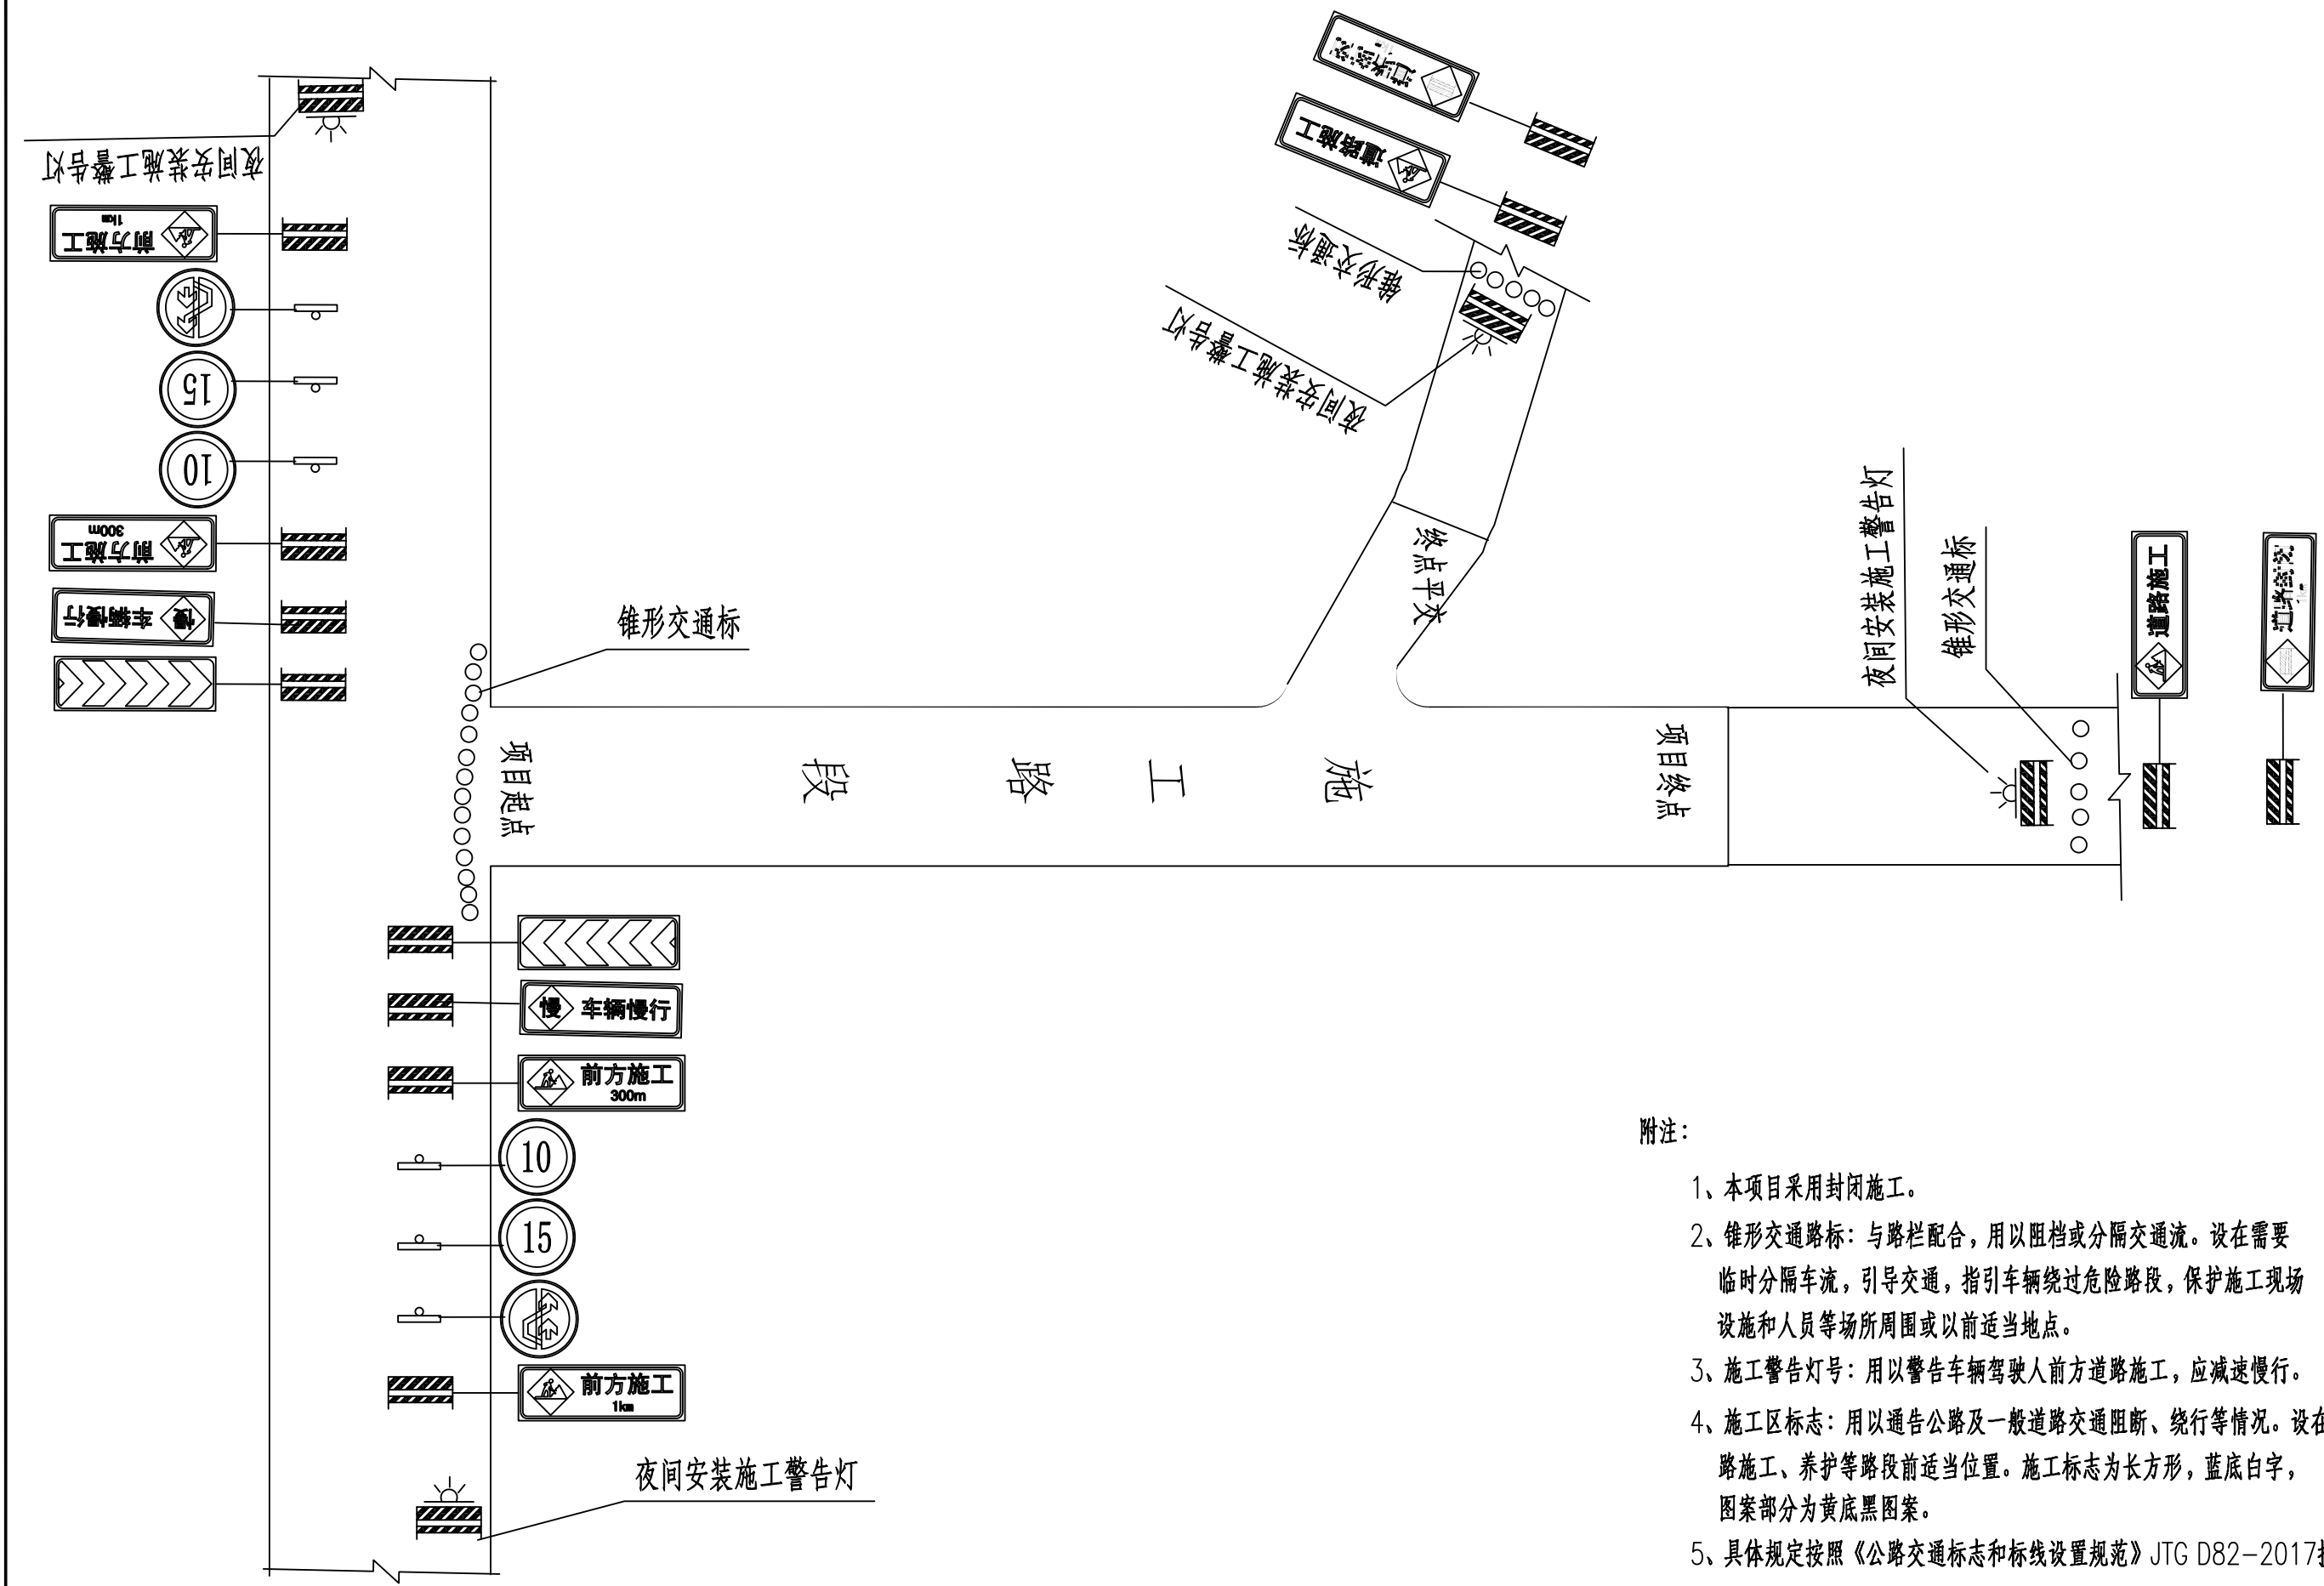 夜间安装施工警告灯
前方施工
1km
15
10
前方施工
300m
慢 车辆慢行
锥形交通标
项目起点
段 路 工 施
项目终点
终点平交
道路施工
锥形交通标
夜间安装施工警告灯
夜间安装施工警告灯
锥形交通标
道路施工
慢 车辆慢行
前方施工
300m
10
15
前方施工
1km
夜间安装施工警告灯
附注：
1、本项目采用封闭施工。
2、锥形交通路标：与路栏配合，用以阻档或分隔交通流。设在需要
临时分隔车流，引导交通，指引车辆绕过危险路段，保护施工现场
设施和人员等场所周围或以前适当地点。
3、施工警告灯号：用以警告车辆驾驶人前方道路施工，应减速慢行。
4、施工区标志：用以通告公路及一般道路交通阻断、绕行等情况。设在
路施工、养护等路段前适当位置。施工标志为长方形，蓝底白字，
图案部分为黄底黑图案。
5、具体规定按照《公路交通标志和标线设置规范》JTG D82-2017